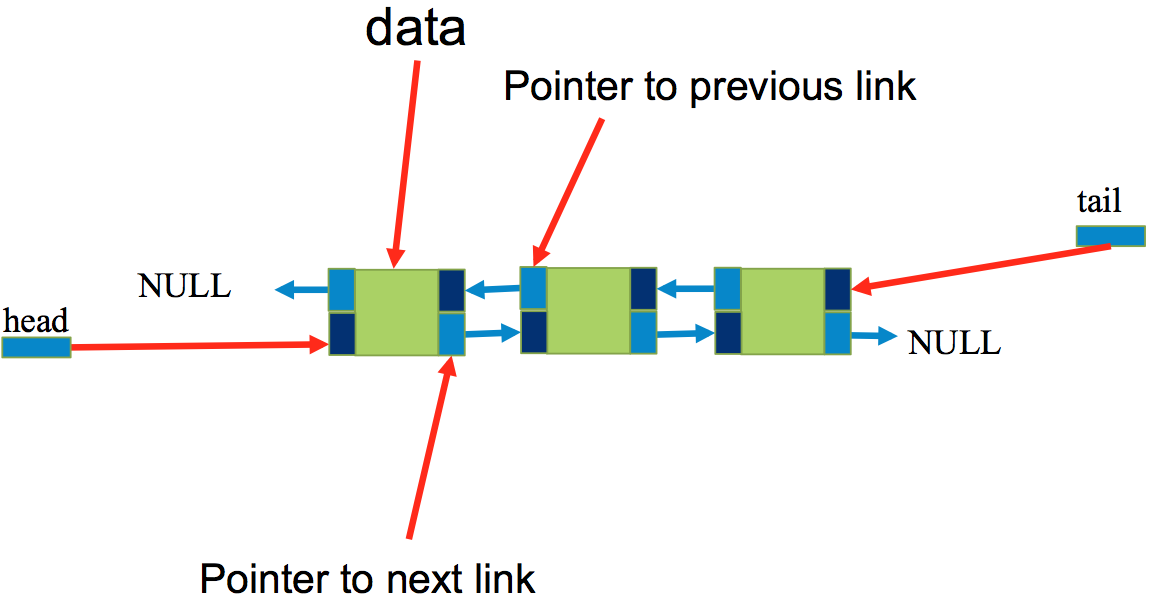 data
Pointer to previous link
tail
NULL
head
NULL
Pointer to next link